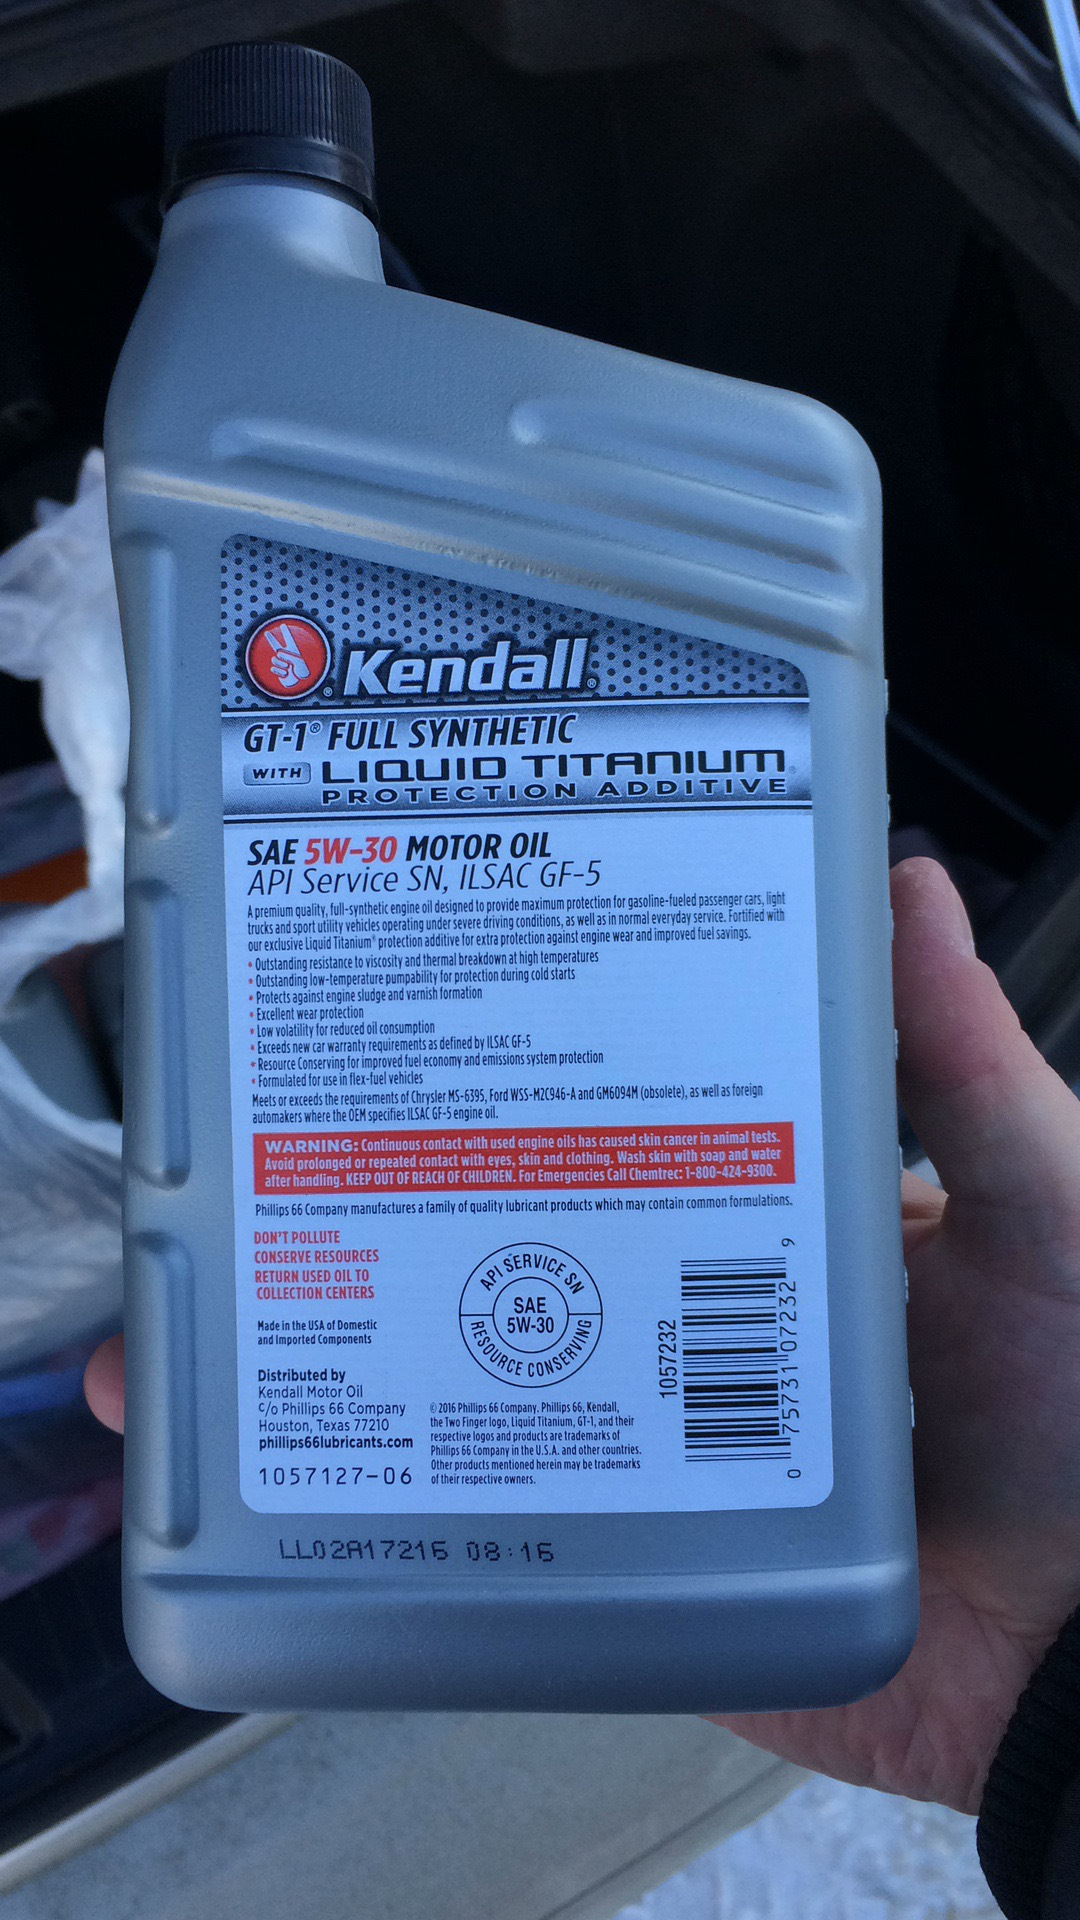 Kendall®
GT-1® FULL SYNTHETIC
WITH LIQUID TITANIUM®
PROTECTION ADDITIVE
SAE 5W-30 MOTOR OIL
API Service SN, ILSAC GF-5
A premium quality, full-synthetic engine oil designed to provide maximum protection for gasoline-fueled passenger cars, light
trucks and sport utility vehicles operating under severe driving conditions, as well as in normal everyday service. Fortified with
our exclusive Liquid Titanium® protection additive for extra protection against engine wear and improved fuel savings.
• Outstanding resistance to viscosity and thermal breakdown at high temperatures
• Outstanding low-temperature pumpability for protection during cold starts
• Protects against engine sludge and varnish formation
• Excellent wear protection
• Low volatility for reduced oil consumption
• Exceeds new car warranty requirements as defined by ILSAC GF-5
• Resource Conserving for improved fuel economy and emissions system protection
• Formulated for use in flex-fuel vehicles
Meets or exceeds the requirements of Chrysler MS-6395, Ford WSS-M2C946-A and GM6094M (obsolete), as well as foreign
automakers where the OEM specifies ILSAC GF-5 engine oil.
WARNING: Continuous contact with used engine oils has caused skin cancer in animal tests.
Avoid prolonged or repeated contact with eyes, skin and clothing. Wash skin with soap and water
after handling. KEEP OUT OF REACH OF CHILDREN. For Emergencies Call Chemtrec: 1-800-424-9300.
Phillips 66 Company manufactures a family of quality lubricant products which may contain common formulations.
DON'T POLLUTE
CONSERVE RESOURCES
RETURN USED OIL TO
COLLECTION CENTERS
Made in the USA of Domestic
and Imported Components
Distributed by
Kendall Motor Oil
c/o Phillips 66 Company
Houston, Texas 77210
phillips66lubricants.com
1057127-06
API SERVICE SN
SAE
5W-30
RESOURCE CONSERVING
© 2016 Phillips 66 Company. Phillips 66, Kendall,
the Two Finger logo, Liquid Titanium, GT-1, and their
respective logos and products are trademarks of
Phillips 66 Company in the U.S.A. and other countries.
Other products mentioned herein may be trademarks
of their respective owners.
1057232
0 75731 07232 9
LL02A17216 08:16